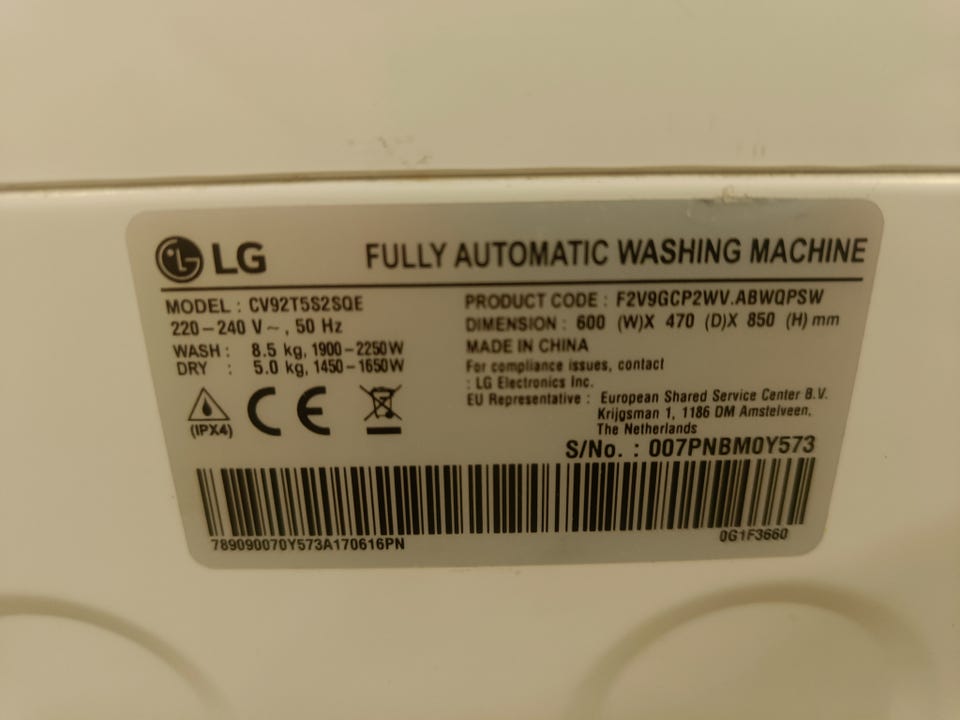 LG FULLY AUTOMATIC WASHING MACHINE
MODEL : CV92T5S2SQE
220-240 V~, 50 Hz
WASH : 8.5 kg, 1900-2250W
DRY : 5.0 kg, 1450-1650W
(IPX4)
CE
PRODUCT CODE : F2V9GCP2WV.ABWQPSW
DIMENSION : 600 (W)X 470 (D)X 850 (H) mm
MADE IN CHINA
For compliance issues, contact
: LG Electronics Inc.
EU Representative : European Shared Service Center B.V.
Krijgsman 1, 1186 DM Amstelveen,
The Netherlands
S/No. : 007PNBM0Y573
789090070Y573A170616PN
0G1F3660